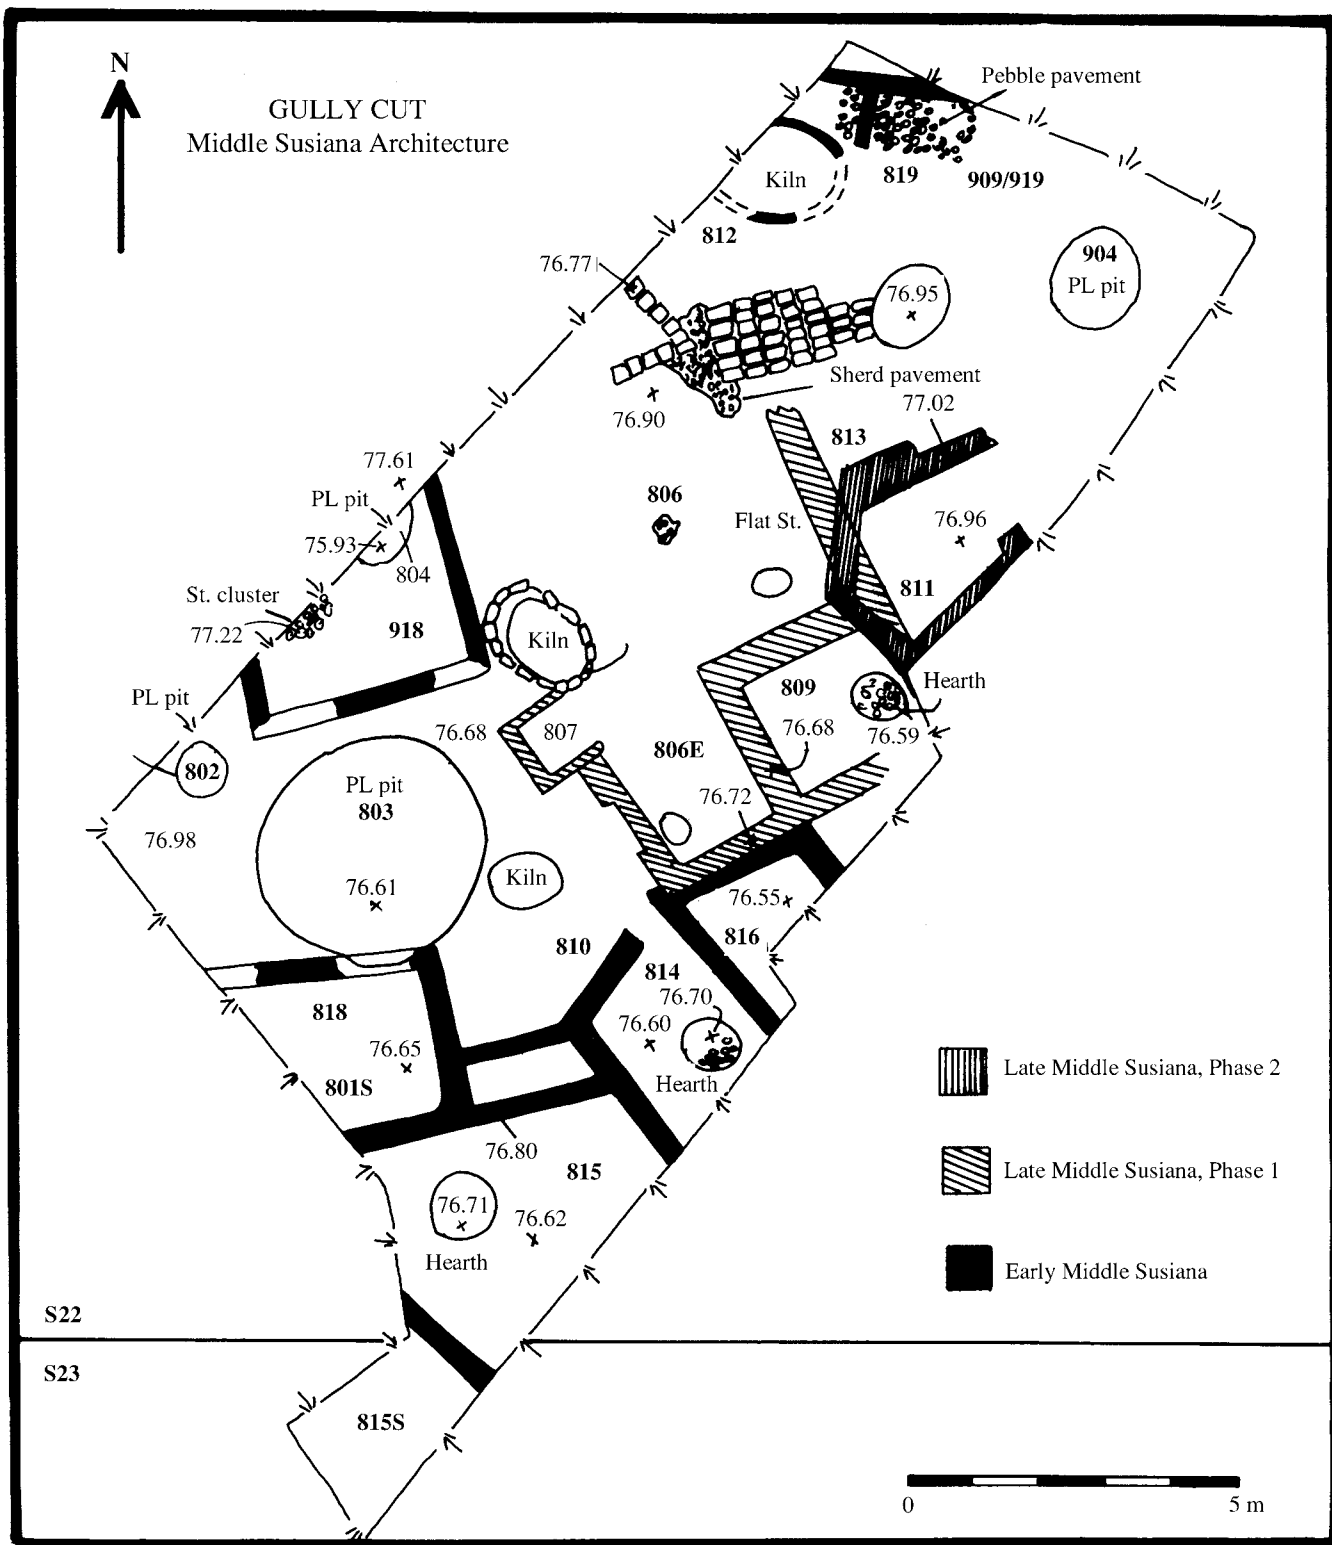 N
GULLY CUT
Middle Susiana Architecture
Pebble pavement
Kiln
819
909/919
812
904
PL pit
76.77
76.95
Sherd pavement
77.02
76.90
813
77.61
PL pit
806
Flat St.
76.96
75.93
804
811
St. cluster
77.22
918
Kiln
809
Hearth
PL pit
76.68
807
806E
76.68
76.59
802
PL pit
803
76.72
76.98
76.61
Kiln
76.55
816
810
814
76.70
818
76.60
76.65
801S
Hearth
76.80
815
76.71
76.62
Hearth
Late Middle Susiana, Phase 2
Late Middle Susiana, Phase 1
Early Middle Susiana
S22
S23
815S
0
5 m